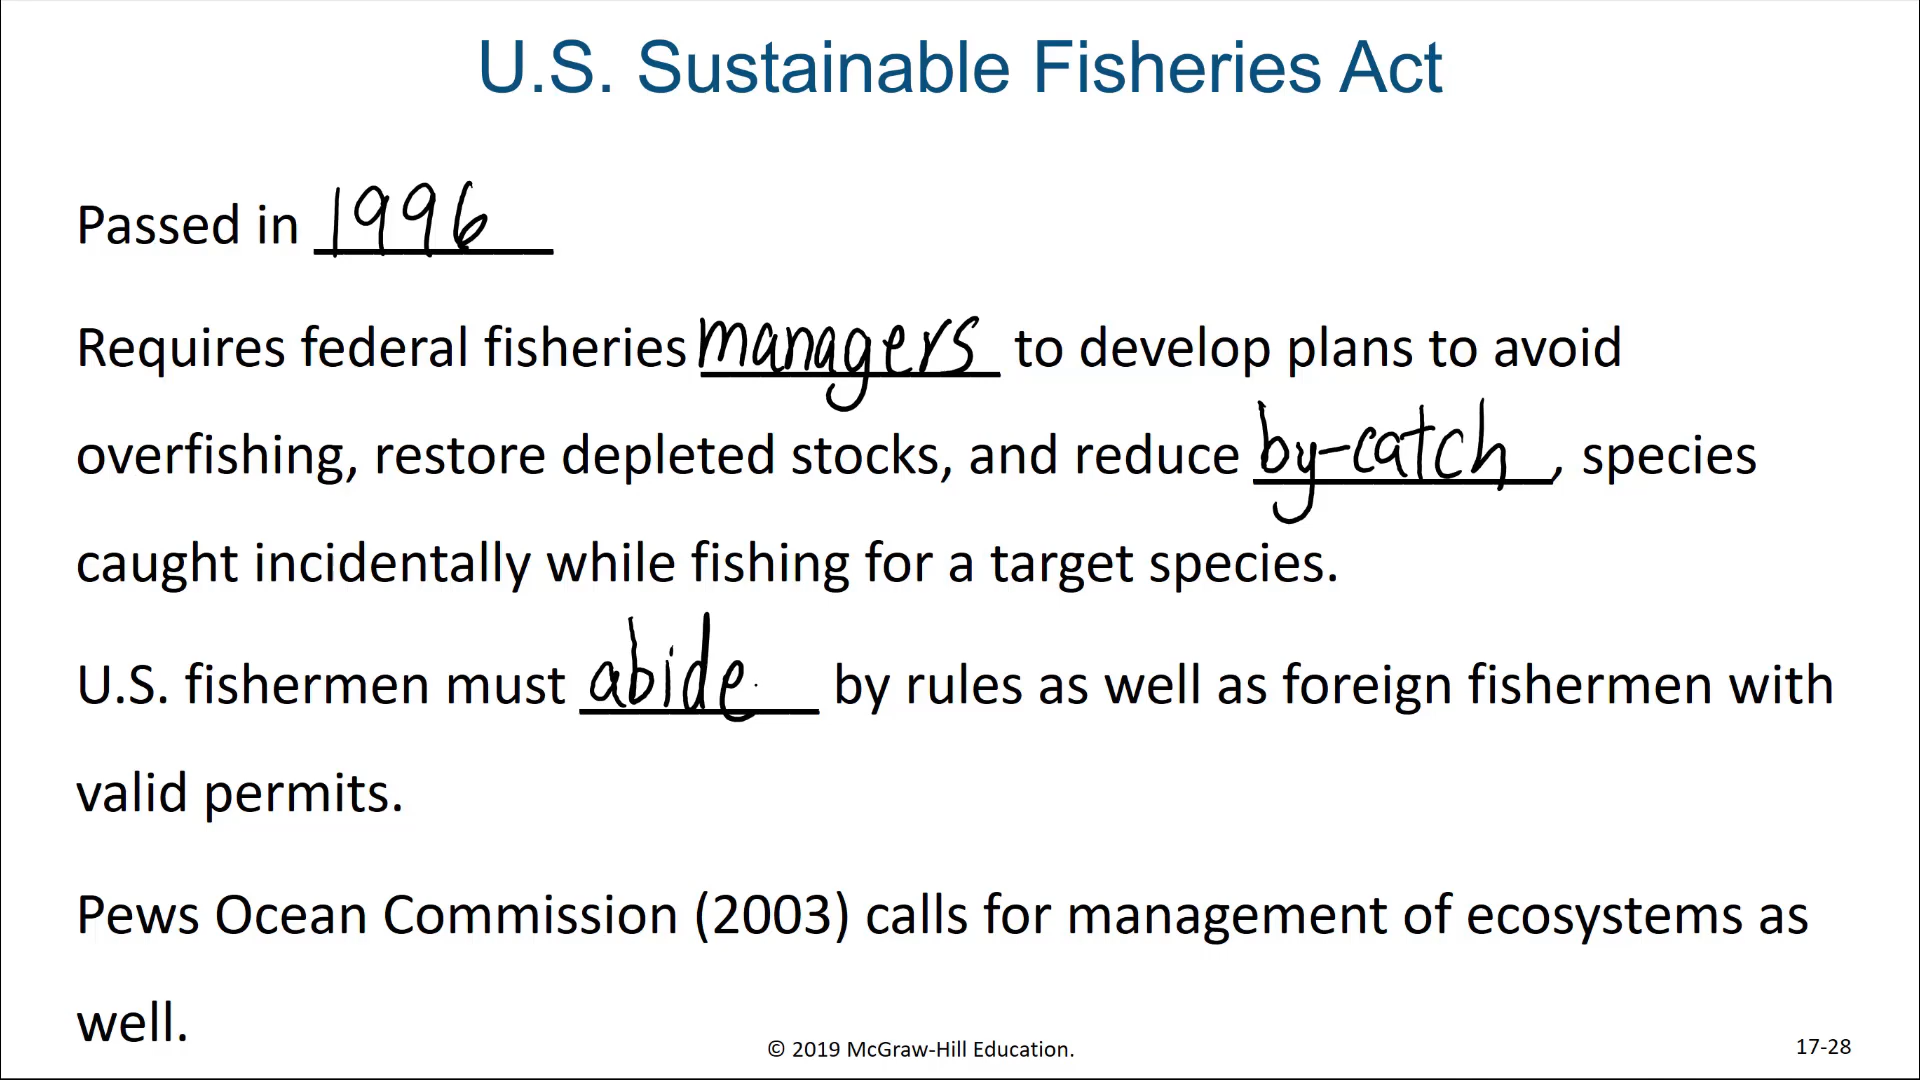 U.S. Sustainable Fisheries Act
Passed in 1996
Requires federal fisheries managers to develop plans to avoid
overfishing, restore depleted stocks, and reduce by-catch, species
caught incidentally while fishing for a target species.
U.S. fishermen must abide by rules as well as foreign fishermen with
valid permits.
Pews Ocean Commission (2003) calls for management of ecosystems as
well.
© 2019 McGraw-Hill Education.
17-28